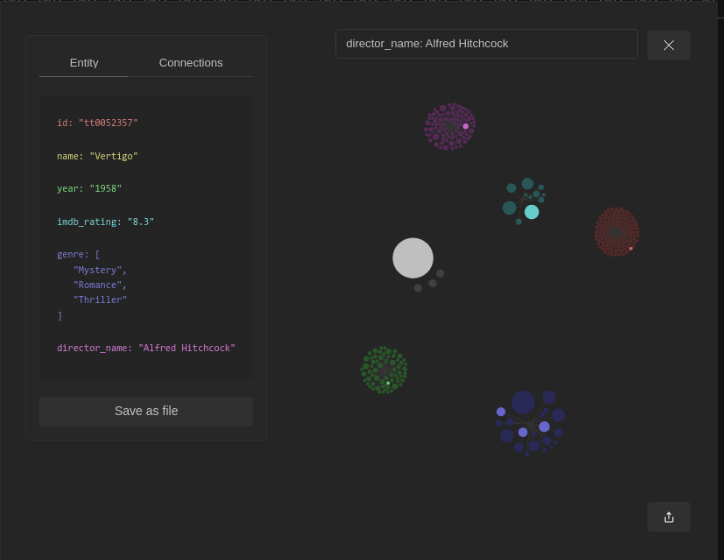 director_name: Alfred Hitchcock
Entity
Connections
id: "tt0052357"
name: "Vertigo"
year: "1958"
imdb_rating: "8.3"
genre: [
"Mystery",
"Romance",
"Thriller"
]
director_name: "Alfred Hitchcock"
Save as file